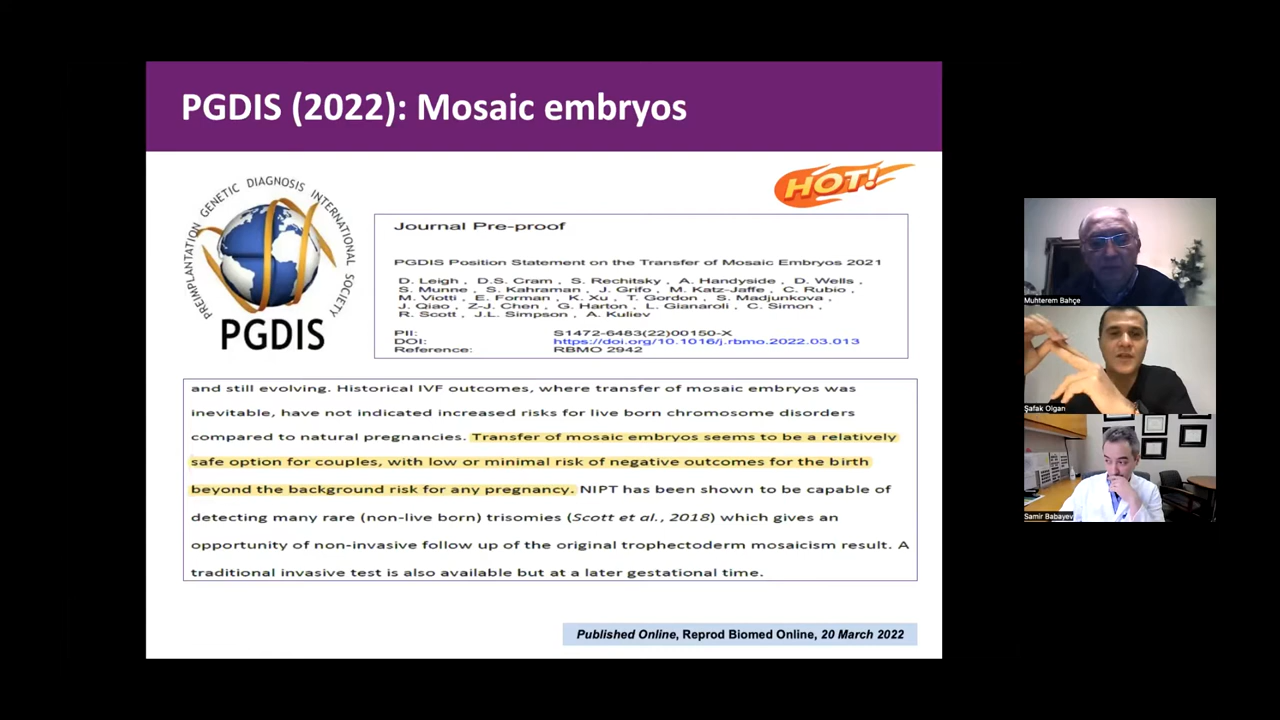 PGDIS (2022): Mosaic embryos
PREIMPLANTATION GENETIC DIAGNOSIS INTERNATIONAL SOCIETY
PGDIS
HOT!
Journal Pre-proof
PGDIS Position Statement on the Transfer of Mosaic Embryos 2021
D. Leigh , D.S. Cram , S. Rechitsky , A. Handyside , D. Wells ,
S. Munne , S. Kahraman , J. Grifo , M. Katz-Jaffe , C. Rubio ,
M. Viotti , E. Forman , K. Xu , T. Gordon , S. Madjunkova ,
J. Qiao , Z-J. Chen , G. Harton , L. Gianaroli , C. Simon ,
R. Scott , J.L. Simpson , A. Kuliev
PII: S1472-6483(22)00150-X
DOI: https://doi.org/10.1016/j.rbmo.2022.03.013
Reference: RBMO 2942
and still evolving. Historical IVF outcomes, where transfer of mosaic embryos was
inevitable, have not indicated increased risks for live born chromosome disorders
compared to natural pregnancies. Transfer of mosaic embryos seems to be a relatively
safe option for couples, with low or minimal risk of negative outcomes for the birth
beyond the background risk for any pregnancy. NIPT has been shown to be capable of
detecting many rare (non-live born) trisomies (Scott et al., 2018) which gives an
opportunity of non-invasive follow up of the original trophectoderm mosaicism result. A
traditional invasive test is also available but at a later gestational time.
Published Online, Reprod Biomed Online, 20 March 2022
Muhterem Bahçe
Şafak Olgan
Samir Babayev